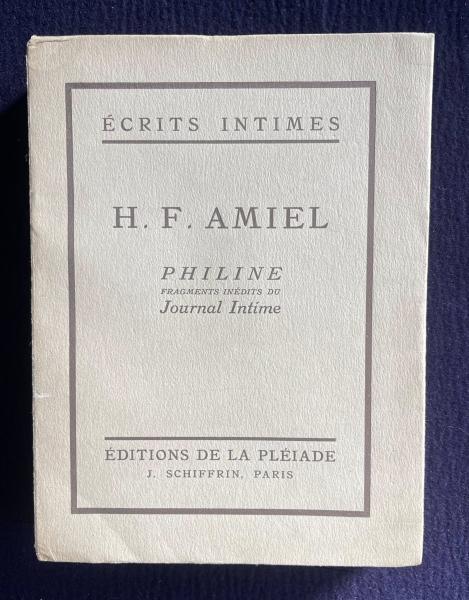 ÉCRITS INTIMES
H. F. AMIEL
PHILINE
FRAGMENTS INÉDITS DU
Journal Intime
ÉDITIONS DE LA PLÉIADE
J. SCHIFFRIN, PARIS